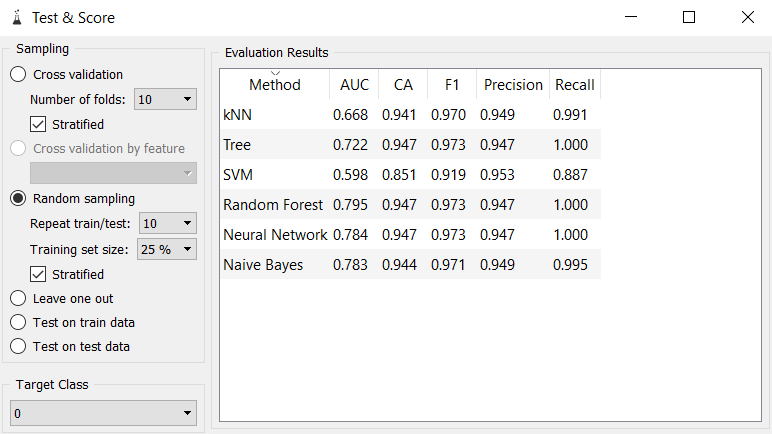 Test & Score
Sampling
Cross validation
Number of folds: 10
Stratified
Cross validation by feature
Random sampling
Repeat train/test: 10
Training set size: 25 %
Stratified
Leave one out
Test on train data
Test on test data
Target Class
0
Evaluation Results
Method AUC CA F1 Precision Recall
kNN 0.668 0.941 0.970 0.949 0.991
Tree 0.722 0.947 0.973 0.947 1.000
SVM 0.598 0.851 0.919 0.953 0.887
Random Forest 0.795 0.947 0.973 0.947 1.000
Neural Network 0.784 0.947 0.973 0.947 1.000
Naive Bayes 0.783 0.944 0.971 0.949 0.995